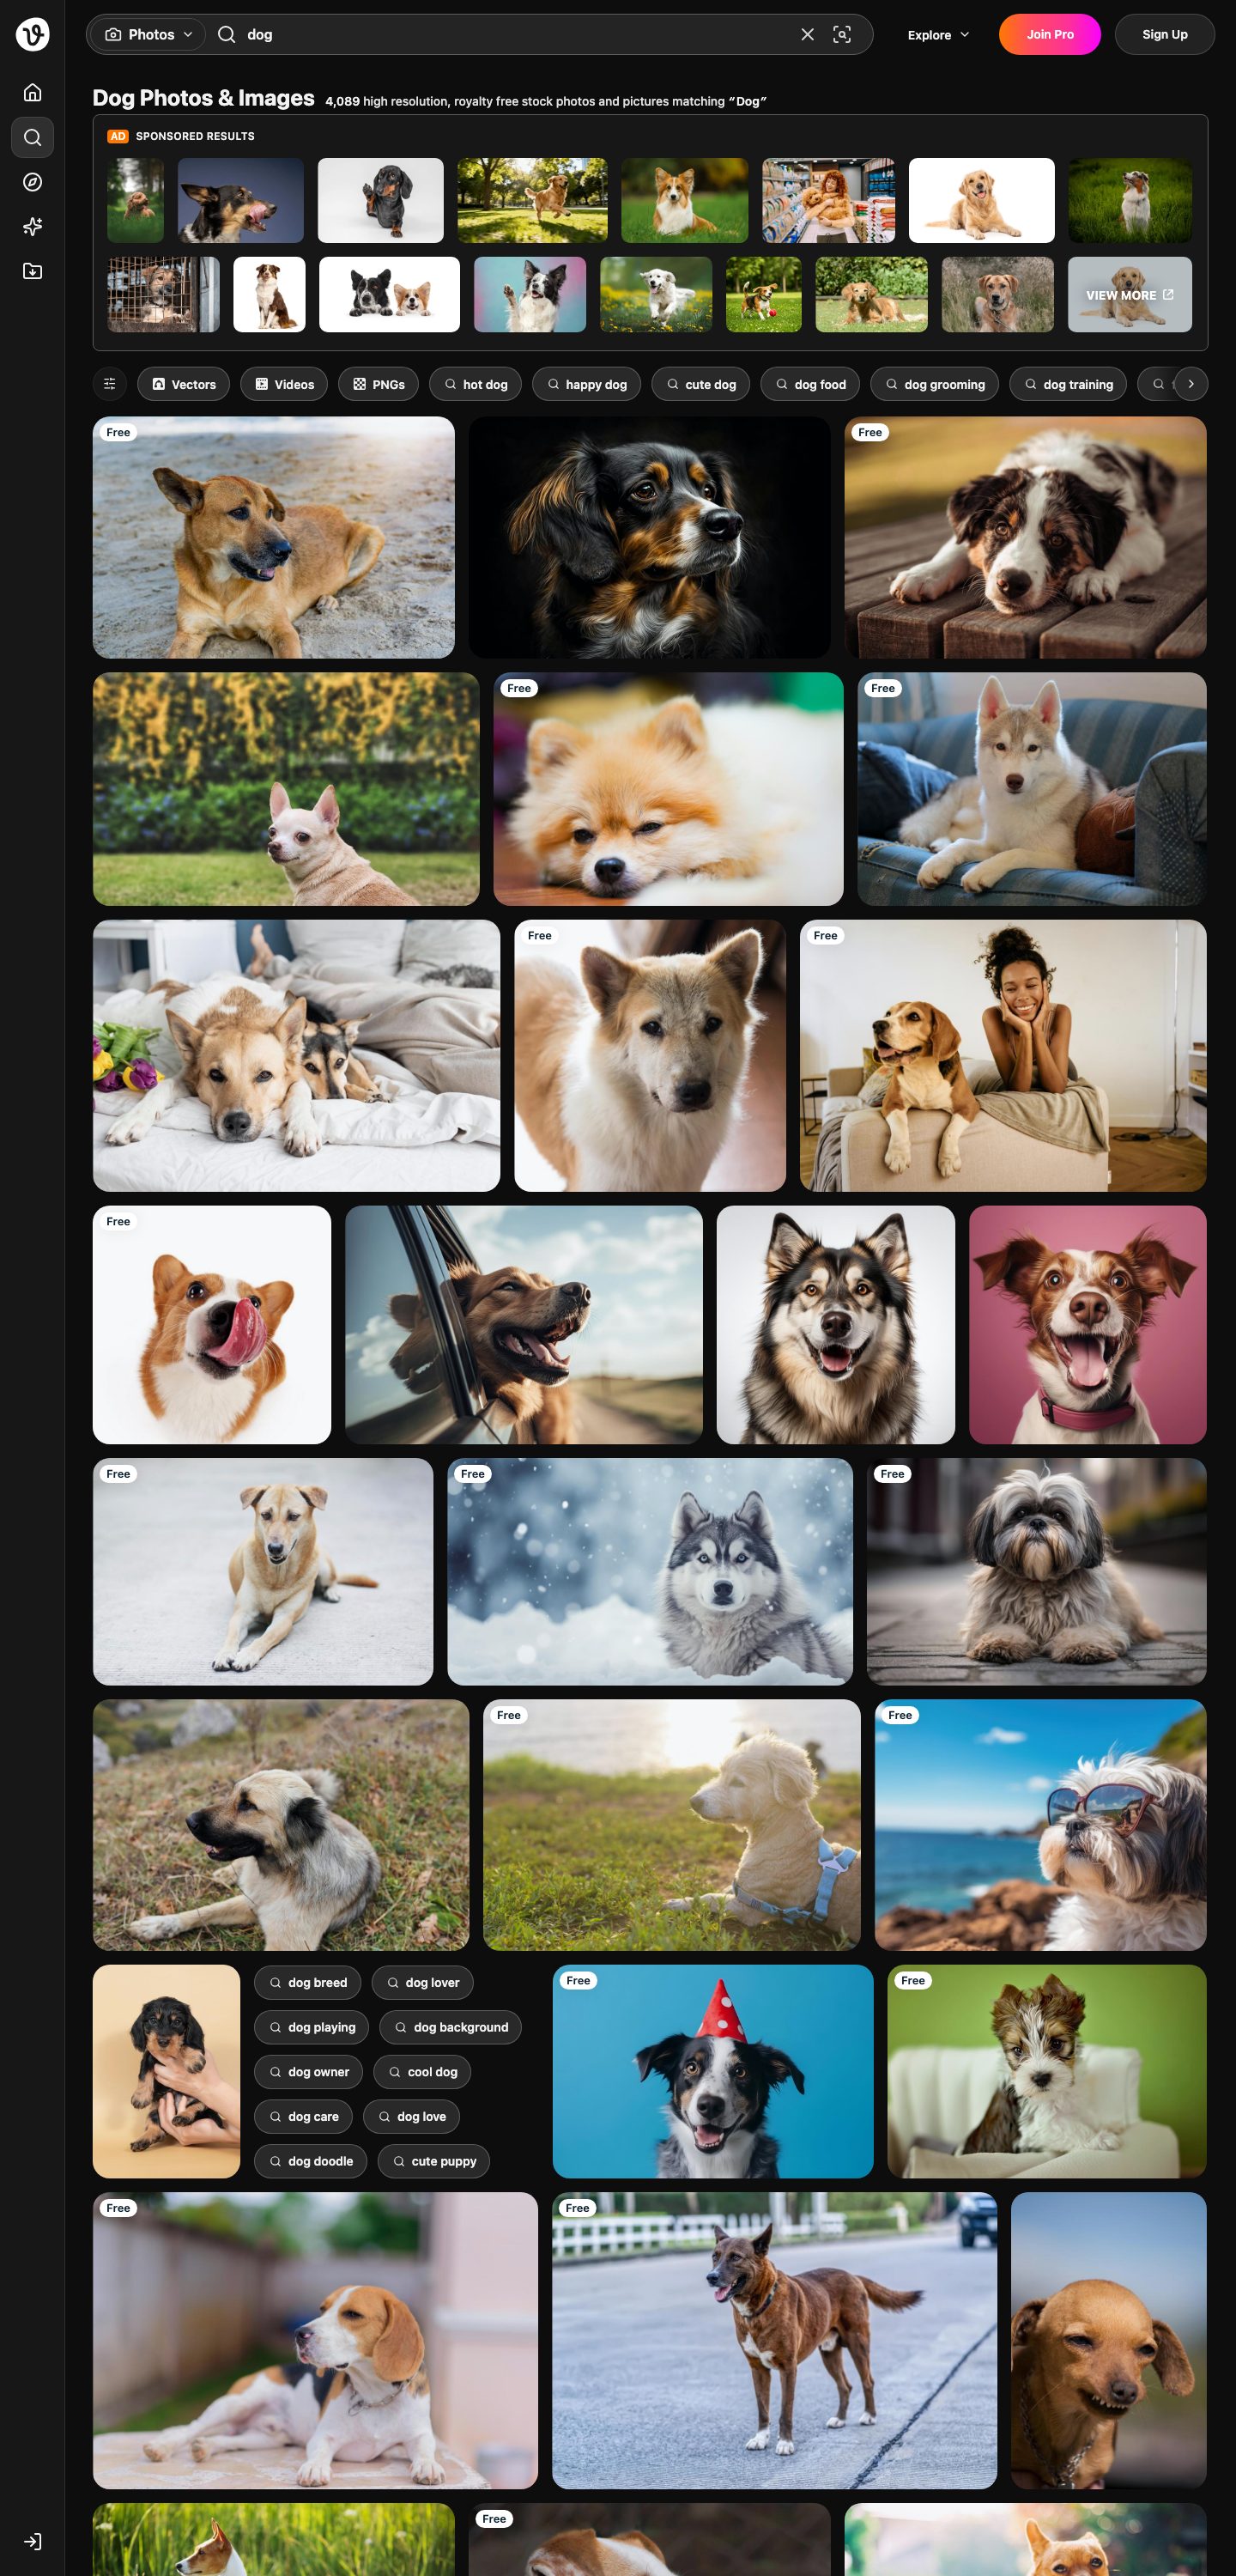 Photos
dog
Explore
Join Pro
Sign Up
Dog Photos & Images
4,089 high resolution, royalty free stock photos and pictures matching “Dog”
AD SPONSORED RESULTS
VIEW MORE
Vectors
Videos
PNGs
hot dog
happy dog
cute dog
dog food
dog grooming
dog training
Free
Free
Free
Free
Free
Free
Free
Free
Free
Free
Free
Free
dog breed
dog lover
dog playing
dog background
dog owner
cool dog
dog care
dog love
dog doodle
cute puppy
Free
Free
Free
Free
Free